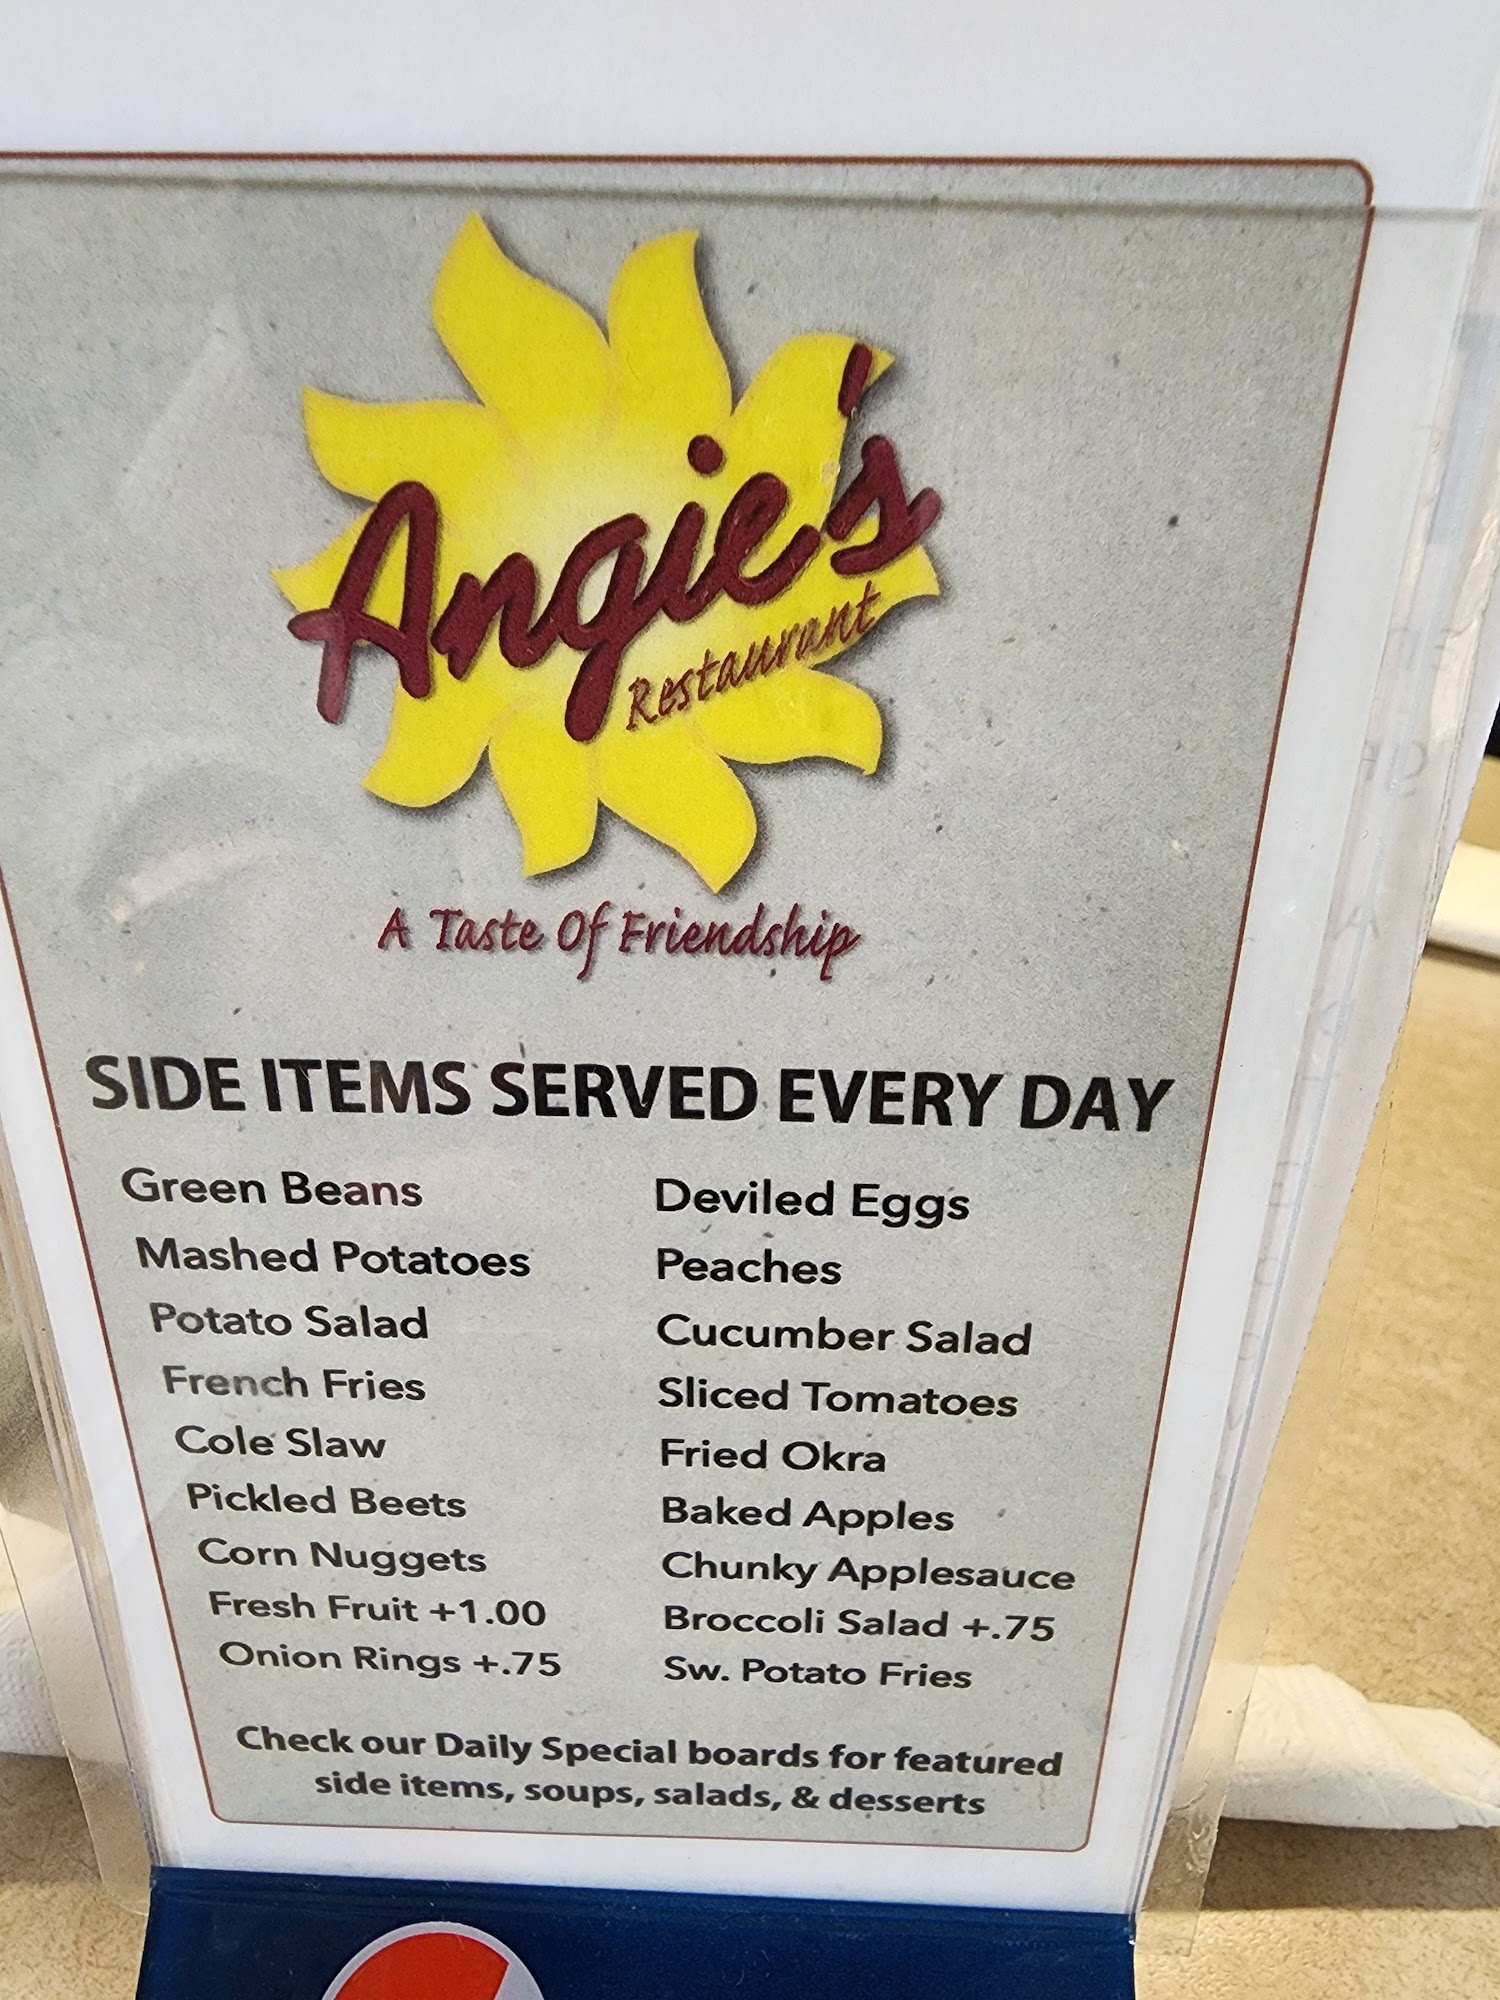 Angie's
Restaurant
A Taste Of Friendship
SIDE ITEMS SERVED EVERY DAY
Green Beans
Mashed Potatoes
Potato Salad
French Fries
Cole Slaw
Pickled Beets
Corn Nuggets
Fresh Fruit +1.00
Onion Rings +.75
Deviled Eggs
Peaches
Cucumber Salad
Sliced Tomatoes
Fried Okra
Baked Apples
Chunky Applesauce
Broccoli Salad +.75
Sw. Potato Fries
Check our Daily Special boards for featured
side items, soups, salads, & desserts